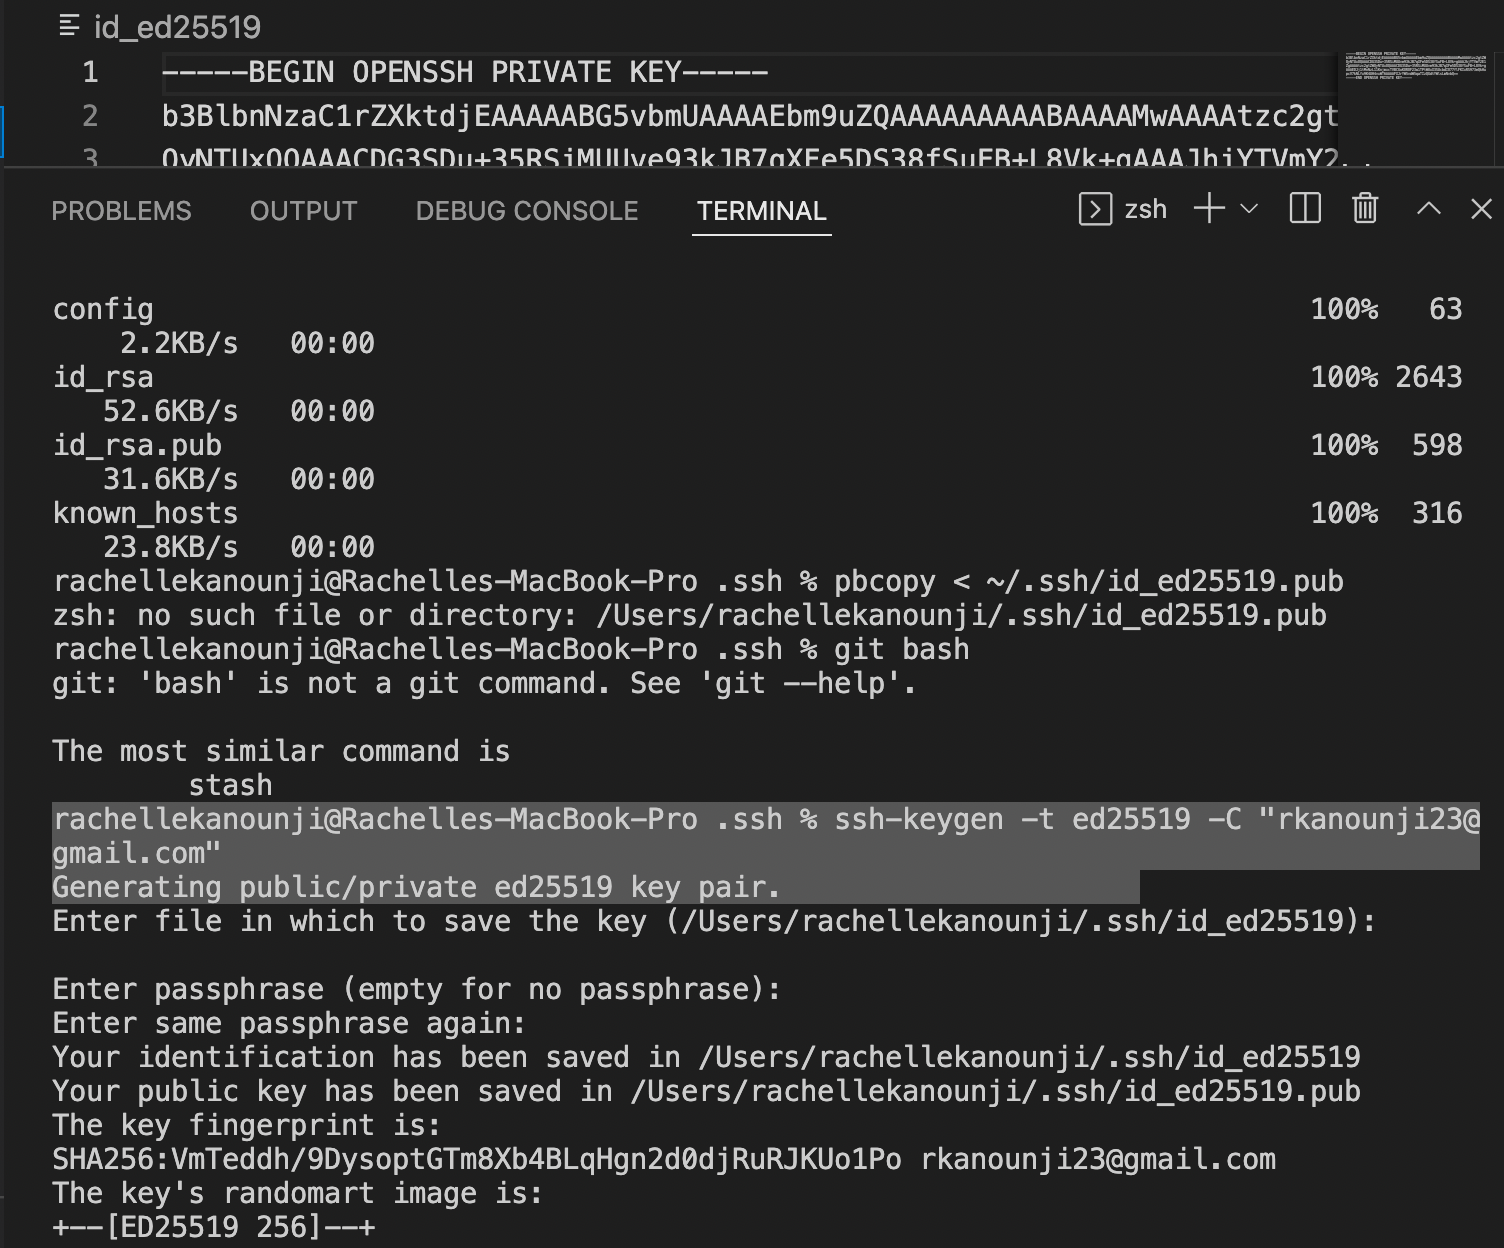 id_ed25519
1 -----BEGIN OPENSSH PRIVATE KEY-----
2 b3BlbnNzaC1rZXktdjEAAAAABG5vbmUAAAAEbm9uZQAAAAAAAAABAAAAMwAAAAtzc2gt
3
PROBLEMS OUTPUT DEBUG CONSOLE TERMINAL zsh
config 100% 63
2.2KB/s 00:00
id_rsa 100% 2643
52.6KB/s 00:00
id_rsa.pub 100% 598
31.6KB/s 00:00
known_hosts 100% 316
23.8KB/s 00:00
rachellekanounji@Rachelles-MacBook-Pro .ssh % pbcopy < ~/.ssh/id_ed25519.pub
zsh: no such file or directory: /Users/rachellekanounji/.ssh/id_ed25519.pub
rachellekanounji@Rachelles-MacBook-Pro .ssh % git bash
git: 'bash' is not a git command. See 'git --help'.
The most similar command is
stash
rachellekanounji@Rachelles-MacBook-Pro .ssh % ssh-keygen -t ed25519 -C "rkanounji23@
gmail.com"
Generating public/private ed25519 key pair.
Enter file in which to save the key (/Users/rachellekanounji/.ssh/id_ed25519):
Enter passphrase (empty for no passphrase):
Enter same passphrase again:
Your identification has been saved in /Users/rachellekanounji/.ssh/id_ed25519
Your public key has been saved in /Users/rachellekanounji/.ssh/id_ed25519.pub
The key fingerprint is:
SHA256:VmTeddh/9DysoptGTm8Xb4BLqHgn2d0djRuRJKUo1Po rkanounji23@gmail.com
The key's randomart image is:
+--[ED25519 256]--+